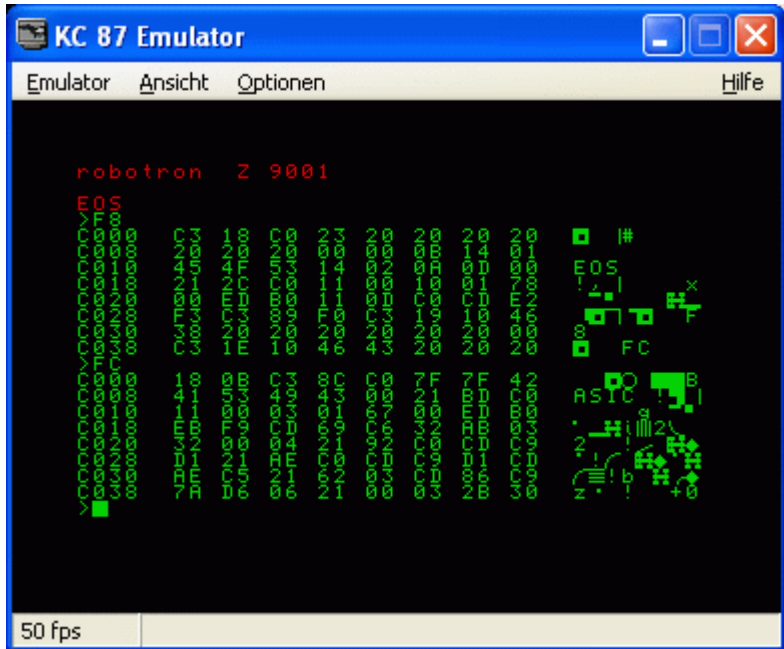 KC 87 Emulator
Emulator Ansicht Optionen Hilfe
robotron Z 9001
EOS
>F8
C000 C3 18 C0 23 20 20 20 20 |#
C008 20 20 20 00 00 0B 14 01
C010 45 4F 53 14 02 0A 0D 00 EOS
C018 21 2C C0 11 00 10 01 78 !, x
C020 00 ED B0 11 0D C0 CD E2
C028 F3 C3 89 F0 C3 19 10 46 F
C030 38 20 20 20 20 20 20 00 8
C038 C3 1E 10 46 43 20 20 20 FC
>FC
C000 18 0B C3 8C C0 7F 7F 42 B
C008 41 53 49 43 00 21 BD C0 ASIC !
C010 11 00 03 01 67 00 ED B0 g
C018 EB F9 CD 69 C6 32 AB 03 i 2
C020 32 00 04 21 92 C0 CD C9 2 !
C028 D1 21 AE C0 CD C9 D1 CD !
C030 AE C5 21 62 03 CD 86 C9 !b
C038 7A D6 06 21 00 03 2B 30 z ! +0
>
50 fps